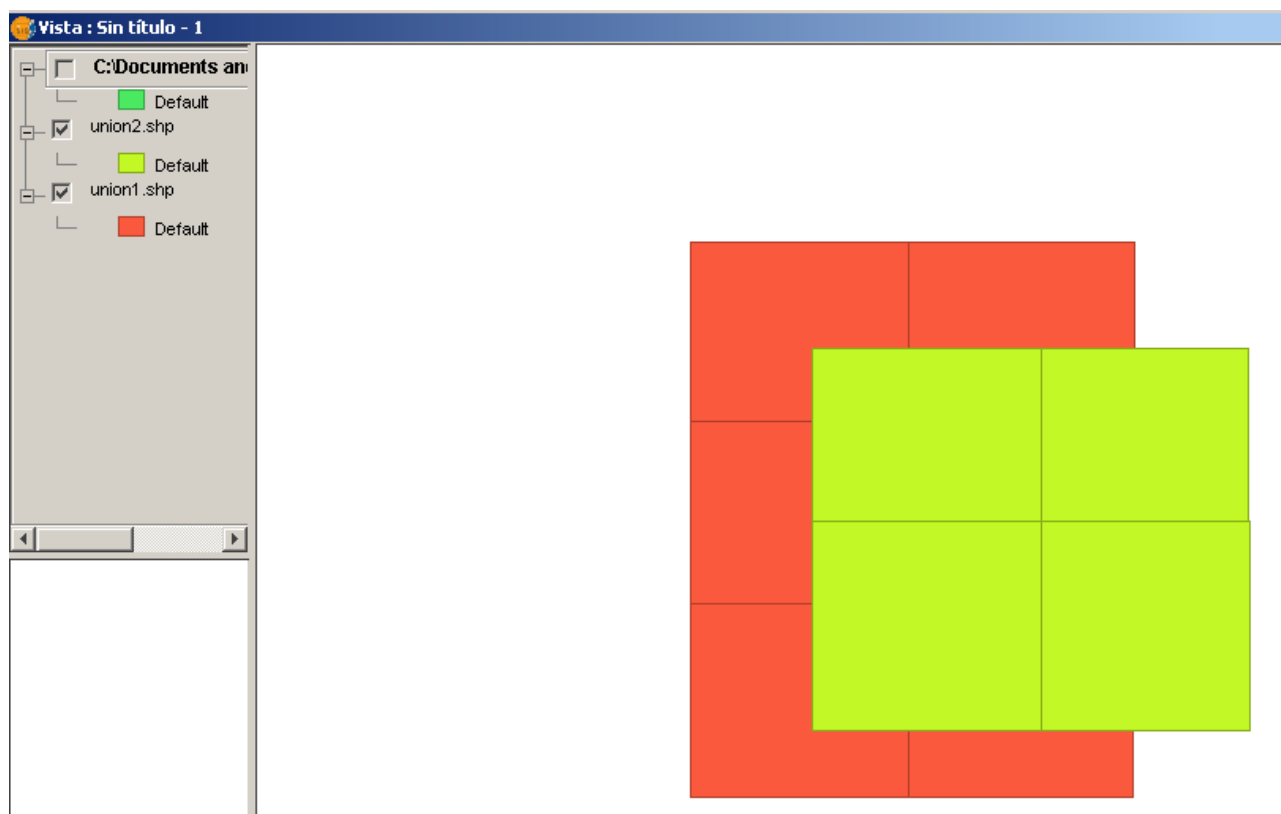 Vista : Sin título - 1
C:\Documents an
Default
union2.shp
Default
union1.shp
Default